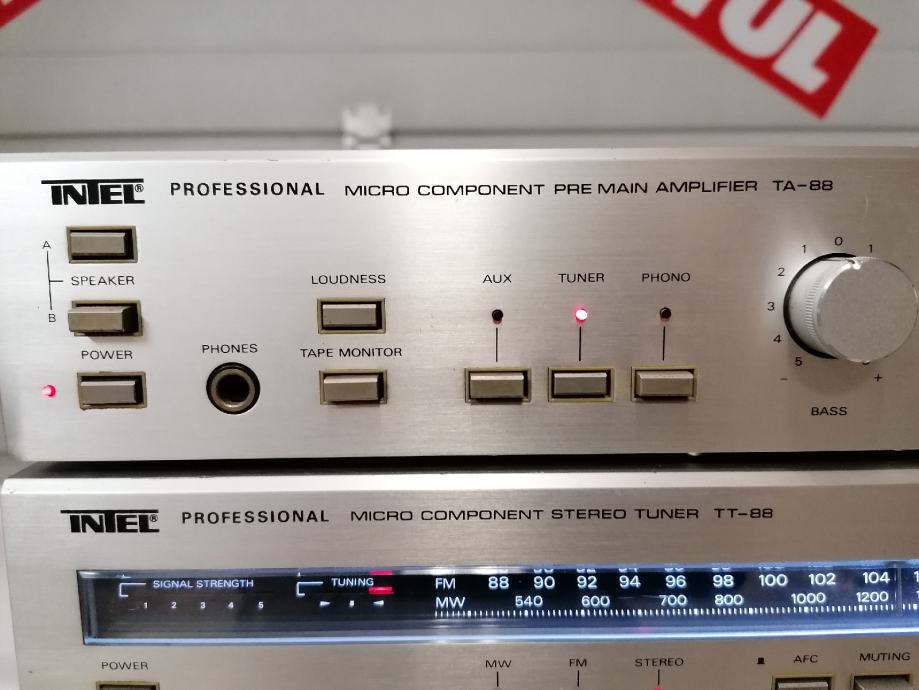 UL
INTEL® PROFESSIONAL MICRO COMPONENT PRE MAIN AMPLIFIER TA-88
A
SPEAKER
B
POWER
PHONES
LOUDNESS
TAPE MONITOR
AUX TUNER PHONO
0
1 1
2
3
4
5
- +
BASS
INTEL® PROFESSIONAL MICRO COMPONENT STEREO TUNER TT-88
SIGNAL STRENGTH TUNING
1 2 3 4 5
FM 88 90 92 94 96 98 100 102 104
MW 540 600 700 800 1000 1200
POWER MW FM STEREO AFC MUTING